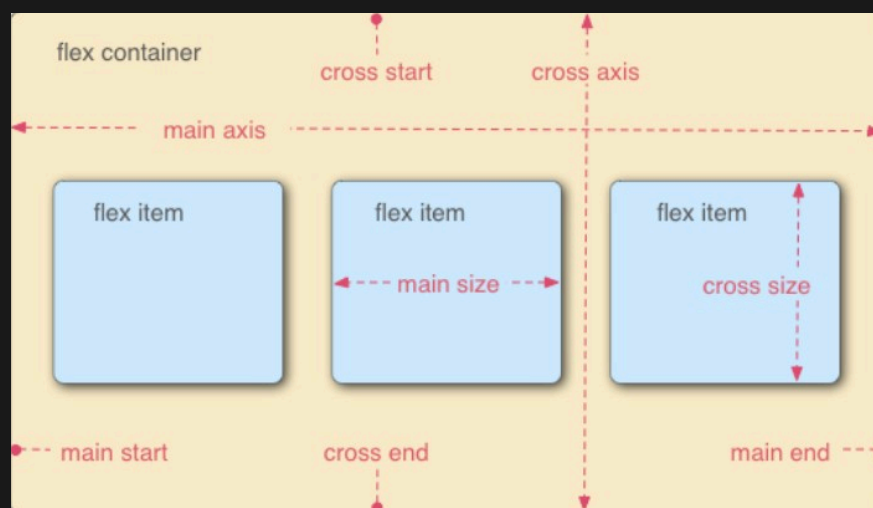 flex container
cross start
cross axis
main axis
flex item
flex item
flex item
main size
cross size
main start
cross end
main end